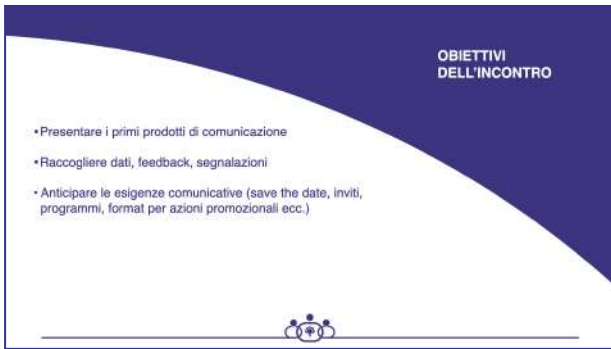 OBIETTIVI
DELL'INCONTRO
•Presentare i primi prodotti di comunicazione
•Raccogliere dati, feedback, segnalazioni
• Anticipare le esigenze comunicative (save the date, inviti,
programmi, format per azioni promozionali ecc.)